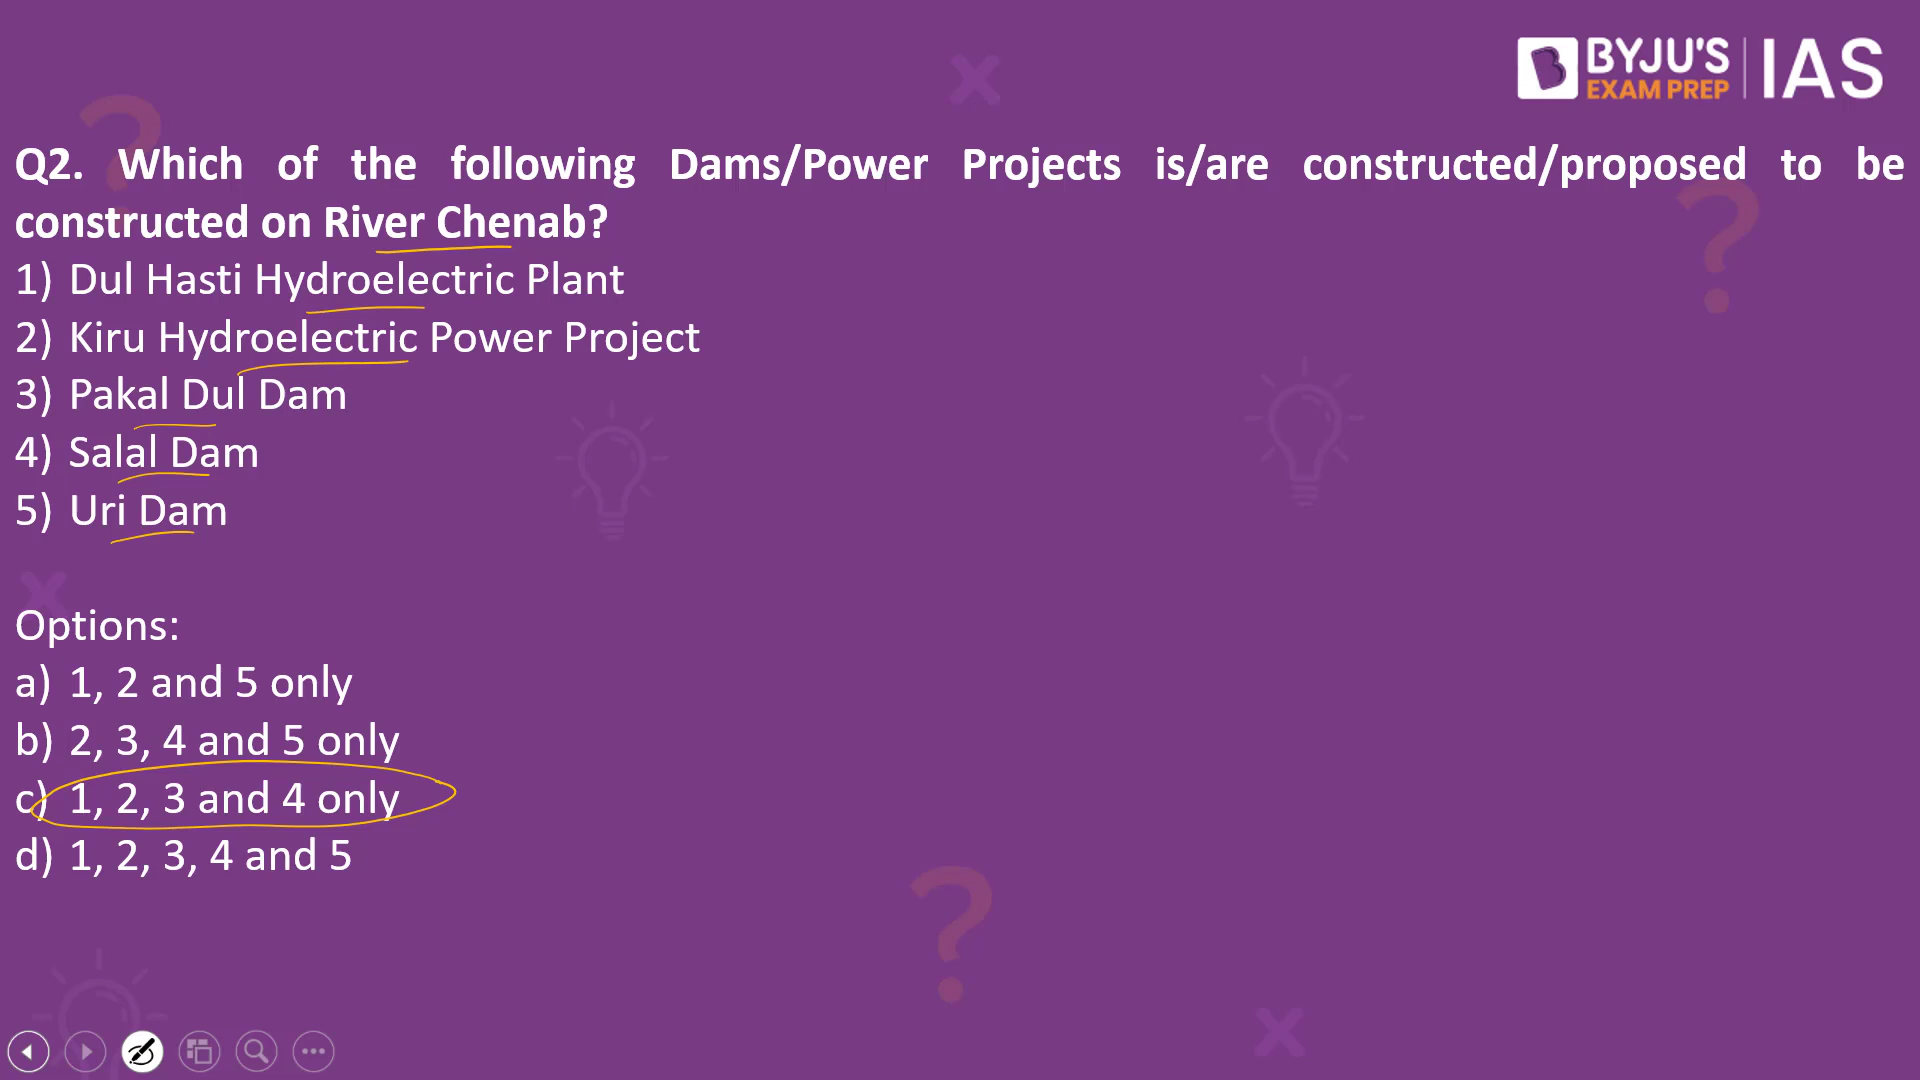 BYJU'S
EXAM PREP
IAS
Q2. Which of the following Dams/Power Projects is/are constructed/proposed to be
constructed on River Chenab?
1) Dul Hasti Hydroelectric Plant
2) Kiru Hydroelectric Power Project
3) Pakal Dul Dam
4) Salal Dam
5) Uri Dam
Options:
a) 1, 2 and 5 only
b) 2, 3, 4 and 5 only
c) 1, 2, 3 and 4 only
d) 1, 2, 3, 4 and 5